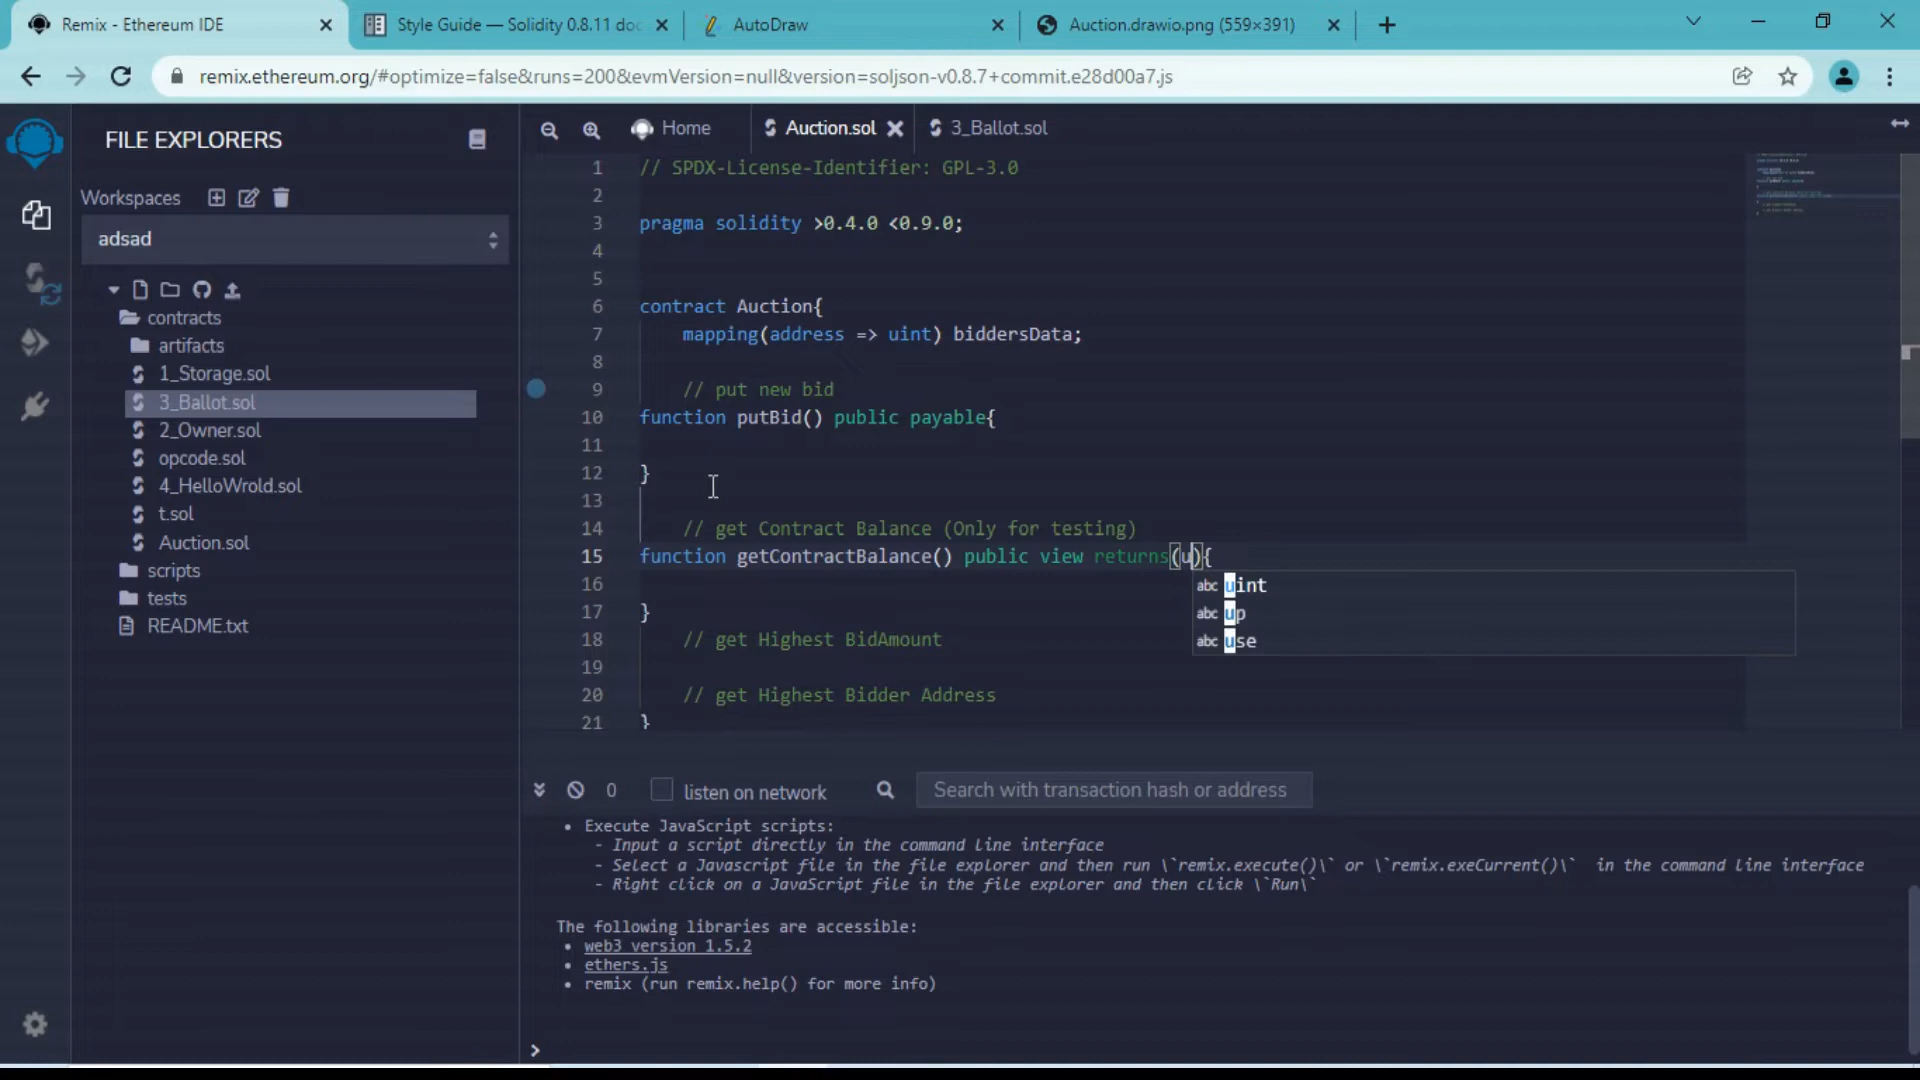 Remix - Ethereum IDE
Style Guide — Solidity 0.8.11 doc
AutoDraw
Auction.drawio.png (559×391)
remix.ethereum.org/#optimize=false&runs=200&evmVersion=null&version=soljson-v0.8.7+commit.e28d00a7.js
FILE EXPLORERS
Workspaces
adsad
contracts
artifacts
1_Storage.sol
3_Ballot.sol
2_Owner.sol
opcode.sol
4_HelloWrold.sol
t.sol
Auction.sol
scripts
tests
README.txt
Home
Auction.sol
3_Ballot.sol
1 // SPDX-License-Identifier: GPL-3.0
2
3 pragma solidity >0.4.0 <0.9.0;
4
5
6 contract Auction{
7 mapping(address => uint) biddersData;
8
9 // put new bid
10 function putBid() public payable{
11
12 }
13
14 // get Contract Balance (Only for testing)
15 function getContractBalance() public view returns(u){
16
17 }
18 // get Highest BidAmount
19
20 // get Highest Bidder Address
21 }
abc uint
abc up
abc use
0
listen on network
Search with transaction hash or address
• Execute JavaScript scripts:
- Input a script directly in the command line interface
- Select a Javascript file in the file explorer and then run \`remix.execute()\` or \`remix.exeCurrent()\` in the command line interface
- Right click on a JavaScript file in the file explorer and then click \`Run\`
The following libraries are accessible:
• web3 version 1.5.2
• ethers.js
• remix (run remix.help() for more info)
>